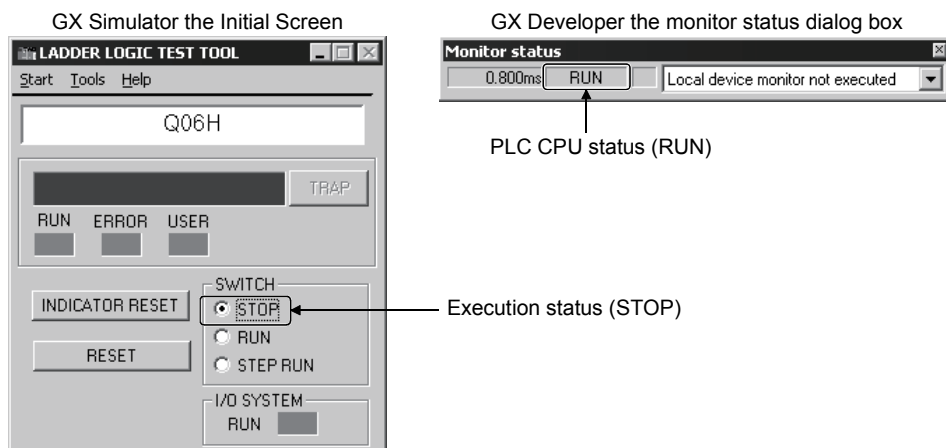 GX Simulator the Initial Screen
LADDER LOGIC TEST TOOL
Start Tools Help
Q06H
TRAP
RUN ERROR USER
INDICATOR RESET
RESET
SWITCH
STOP
RUN
STEP RUN
I/O SYSTEM
RUN
GX Developer the monitor status dialog box
Monitor status
0.800ms RUN Local device monitor not executed
PLC CPU status (RUN)
Execution status (STOP)